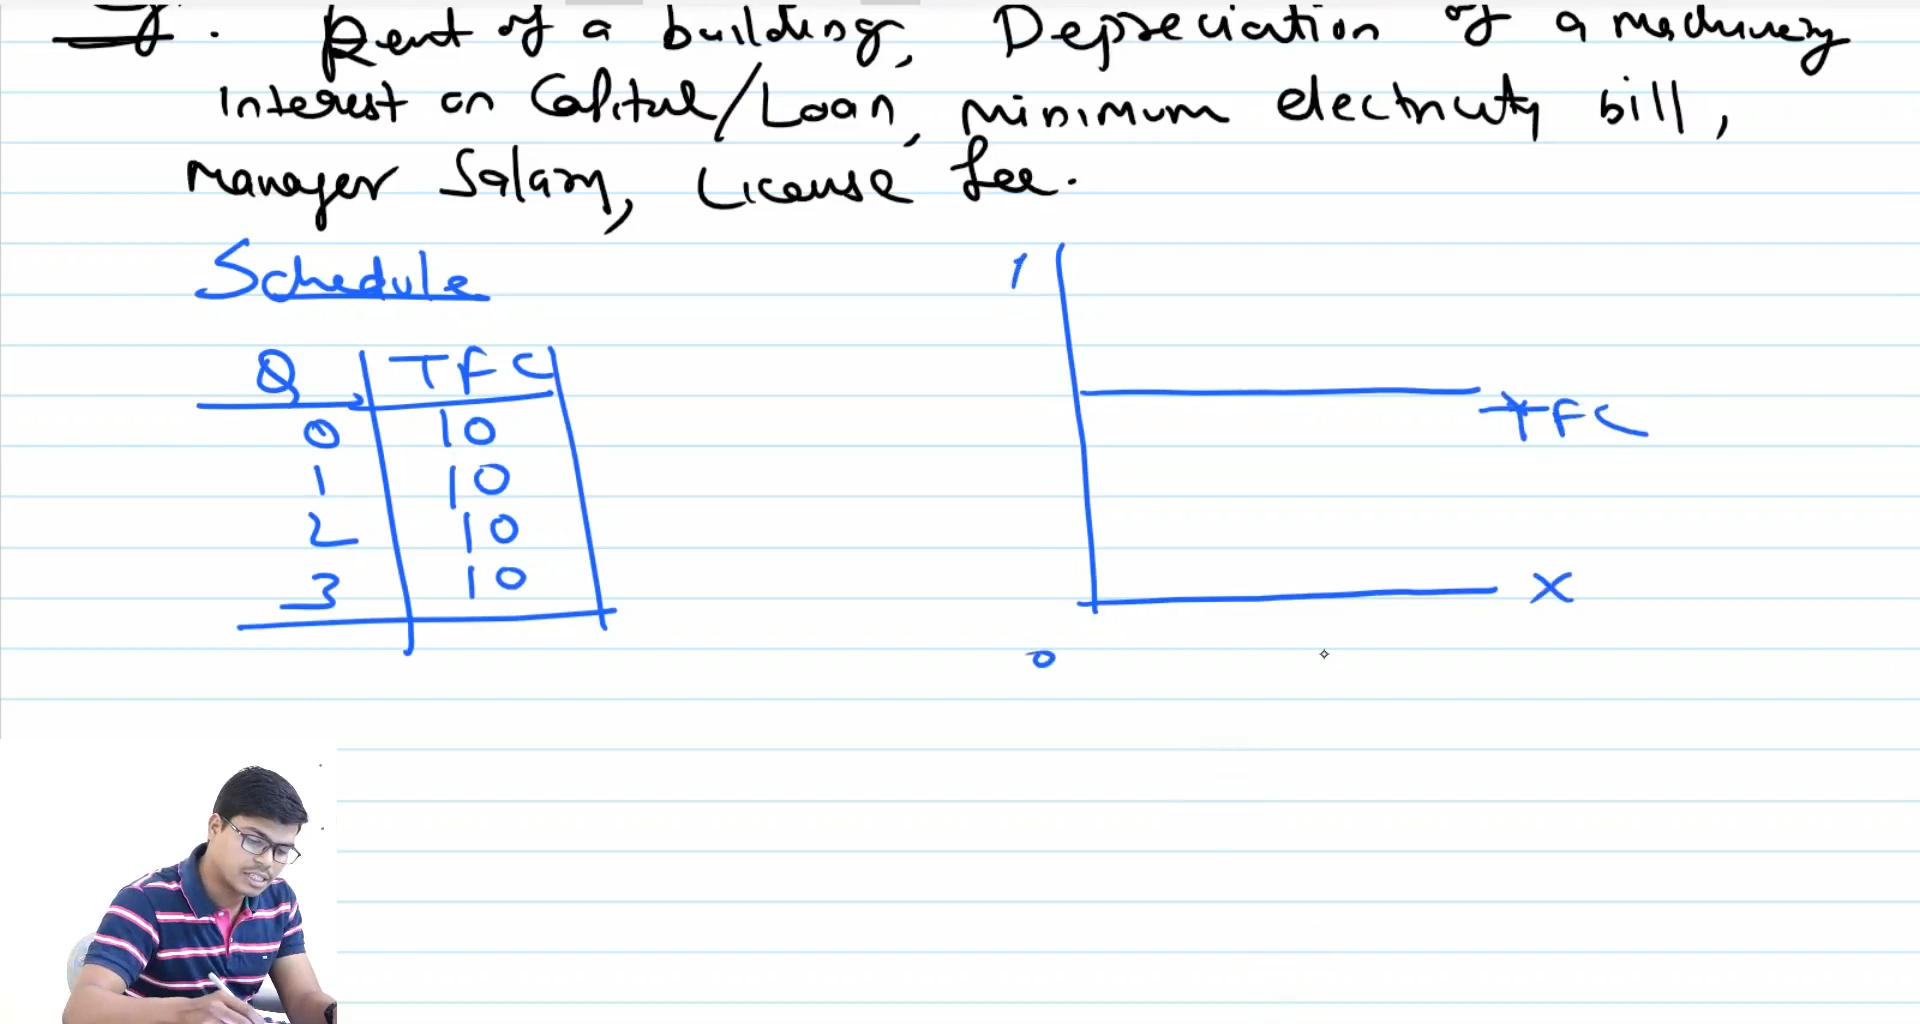 Rent of a building, Depreciation of a machinery
Interest on Capital/Loan, minimum electricity bill,
Manager Salary, License fee.
Schedule
Q TFC
0 10
1 10
2 10
3 10
TFC
X
0